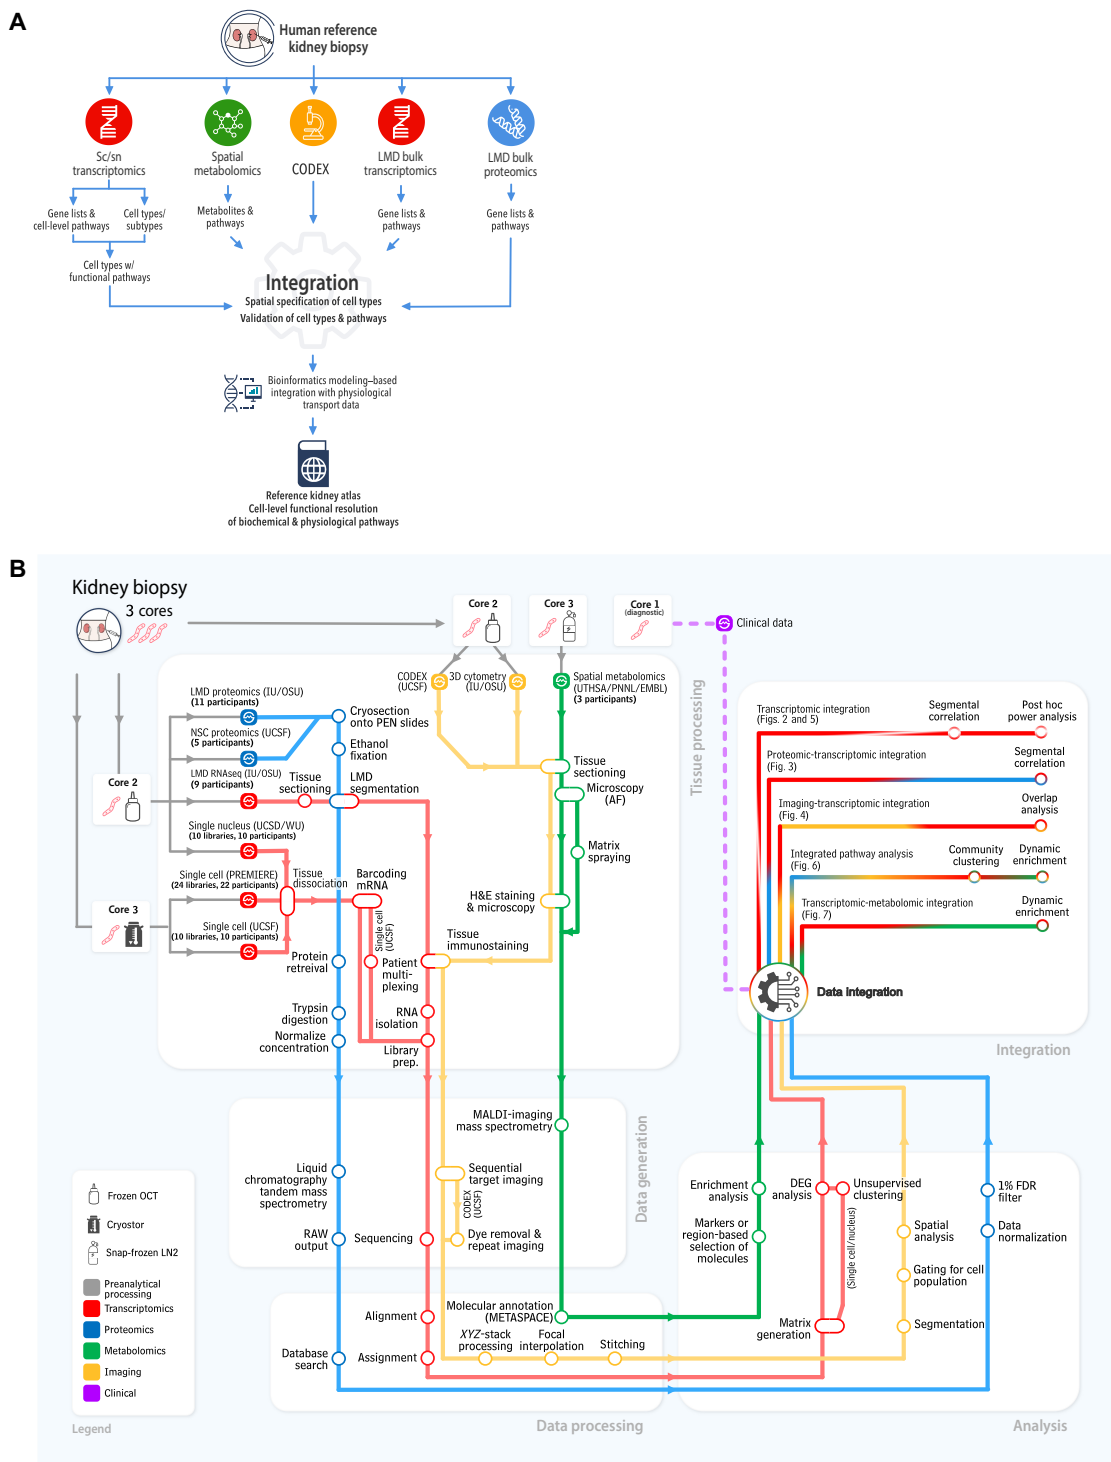 A
Human reference
kidney biopsy
Sc/sn
transcriptomics
Spatial
metabolomics
CODEX
LMD bulk
transcriptomics
LMD bulk
proteomics
Gene lists &
cell-level pathways
Cell types/
subtypes
Metabolites &
pathways
Gene lists &
pathways
Gene lists &
pathways
Cell types w/
functional pathways
Integration
Spatial specification of cell types
Validation of cell types & pathways
Bioinformatics modeling–based
integration with physiological
transport data
Reference kidney atlas
Cell-level functional resolution
of biochemical & physiological pathways
B
Kidney biopsy
3 cores
Core 2
Core 3
Core 1
(diagnostic)
Clinical data
CODEX
(UCSF)
3D cytometry
(IU/OSU)
Spatial metabolomics
(UTHSA/PNNL/EMBL)
(3 participants)
LMD proteomics (IU/OSU)
(11 participants)
NSC proteomics (UCSF)
(5 participants)
LMD RNAseq (IU/OSU)
(9 participants)
Single nucleus (UCSD/WU)
(10 libraries, 10 participants)
Single cell (PREMIERE)
(24 libraries, 22 participants)
Single cell (UCSF)
(10 libraries, 10 participants)
Core 2
Core 3
Cryosection
onto PEN slides
Ethanol
fixation
Tissue
sectioning
LMD
segmentation
Tissue
dissociation
Barcoding
mRNA
Single cell
(UCSF)
Patient
multi-
plexing
RNA
isolation
Library
prep.
Protein
retreival
Trypsin
digestion
Normalize
concentration
Tissue
sectioning
Microscopy
(AF)
Matrix
spraying
H&E staining
& microscopy
Tissue
immunostaining
Tissue processing
Transcriptomic integration
(Figs. 2 and 5)
Segmental
correlation
Post hoc
power analysis
Proteomic-transcriptomic integration
(Fig. 3)
Segmental
correlation
Imaging-transcriptomic integration
(Fig. 4)
Overlap
analysis
Integrated pathway analysis
(Fig. 6)
Community
clustering
Dynamic
enrichment
Transcriptomic-metabolomic integration
(Fig. 7)
Dynamic
enrichment
Data integration
Integration
MALDI-imaging
mass spectrometry
Liquid
chromatography
tandem mass
spectrometry
Sequential
target imaging
CODEX
(UCSF)
RAW
output
Sequencing
Dye removal &
repeat imaging
Data generation
Alignment
Molecular annotation
(METASPACE)
XYZ-stack
processing
Focal
interpolation
Stitching
Database
search
Assignment
Data processing
Enrichment
analysis
DEG
analysis
Unsupervised
clustering
1% FDR
filter
Markers or
region-based
selection of
molecules
(Single cell/nucleus)
Spatial
analysis
Data
normalization
Gating for cell
population
Matrix
generation
Segmentation
Analysis
Frozen OCT
Cryostor
Snap-frozen LN2
Preanalytical
processing
Transcriptomics
Proteomics
Metabolomics
Imaging
Clinical
Legend